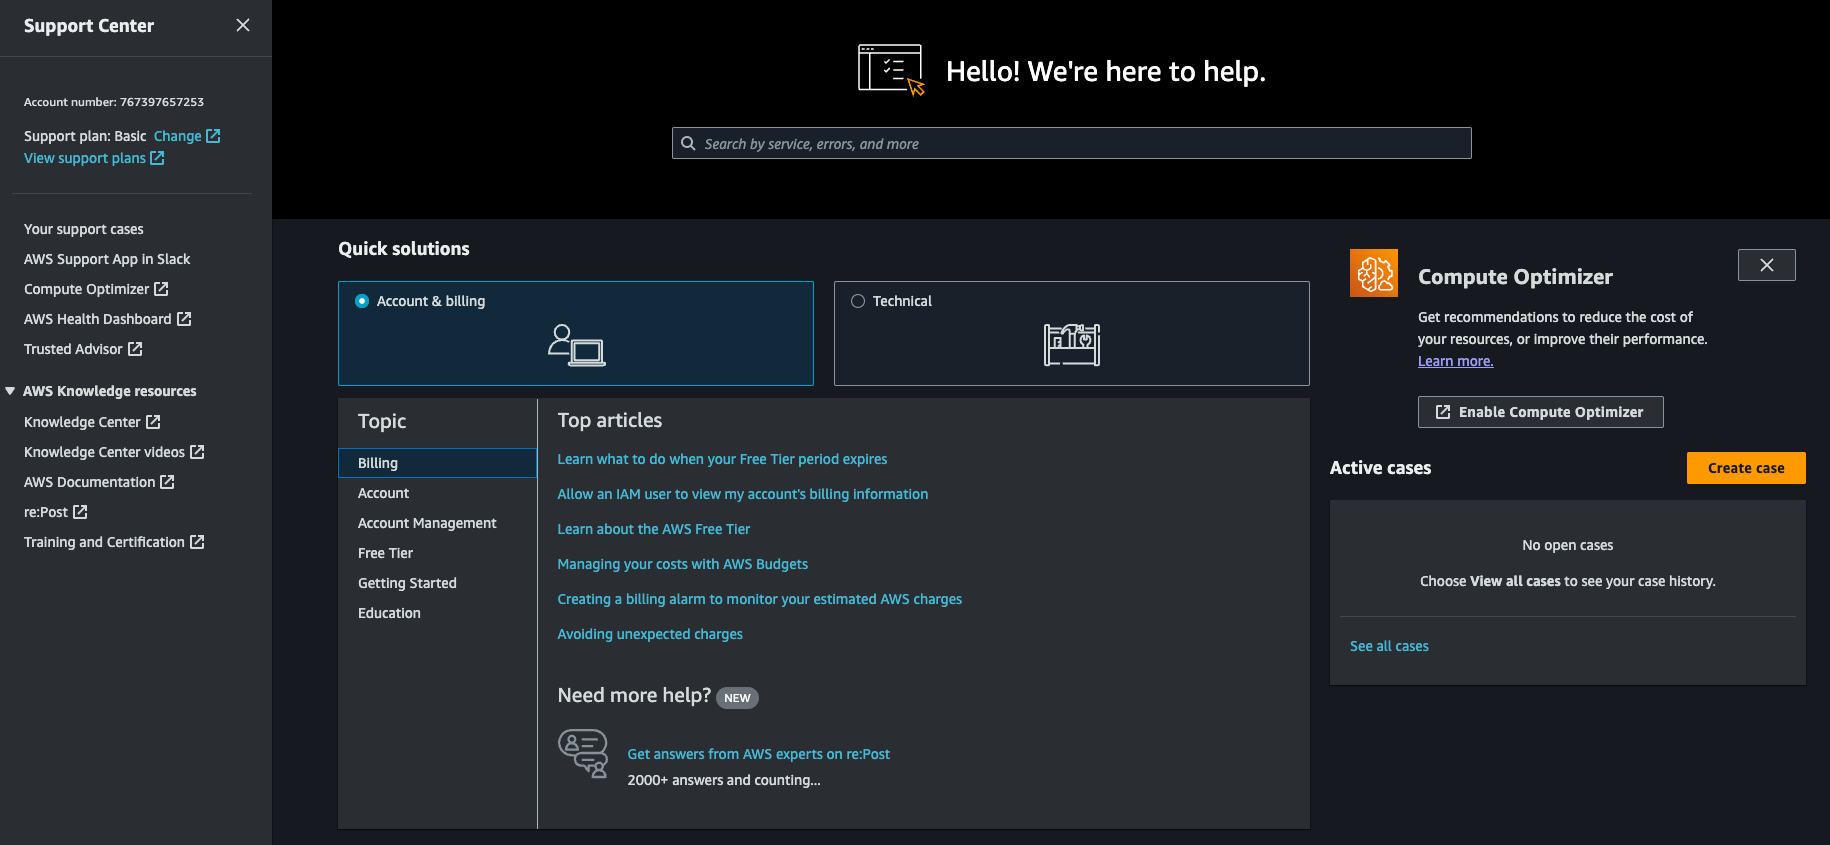 Support Center
Account number: 767397657253
Support plan: Basic Change
View support plans
Your support cases
AWS Support App in Slack
Compute Optimizer
AWS Health Dashboard
Trusted Advisor
AWS Knowledge resources
Knowledge Center
Knowledge Center videos
AWS Documentation
re:Post
Training and Certification
Hello! We're here to help.
Search by service, errors, and more
Quick solutions
Account & billing
Technical
Topic
Billing
Account
Account Management
Free Tier
Getting Started
Education
Top articles
Learn what to do when your Free Tier period expires
Allow an IAM user to view my account's billing information
Learn about the AWS Free Tier
Managing your costs with AWS Budgets
Creating a billing alarm to monitor your estimated AWS charges
Avoiding unexpected charges
Need more help? NEW
Get answers from AWS experts on re:Post
2000+ answers and counting...
Compute Optimizer
Get recommendations to reduce the cost of
your resources, or improve their performance.
Learn more.
Enable Compute Optimizer
Active cases
Create case
No open cases
Choose View all cases to see your case history.
See all cases